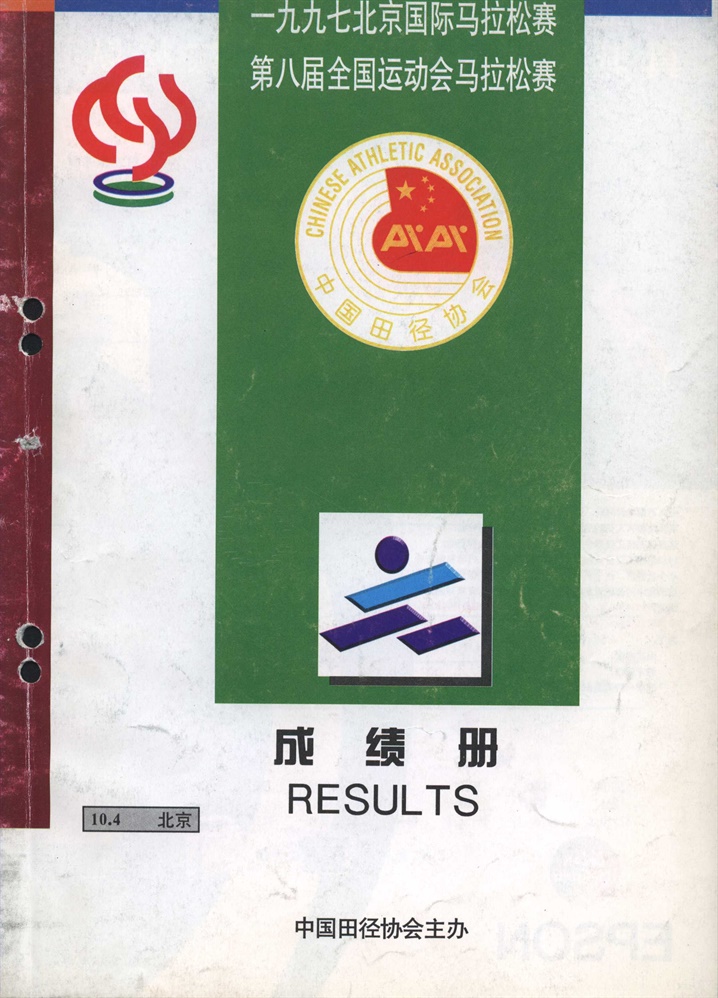 一九九七北京国际马拉松赛
第八届全国运动会马拉松赛
CHINESE ATHLETIC ASSOCIATION
中国田径协会
成绩册
RESULTS
10.4 北京
中国田径协会主办
EPSON